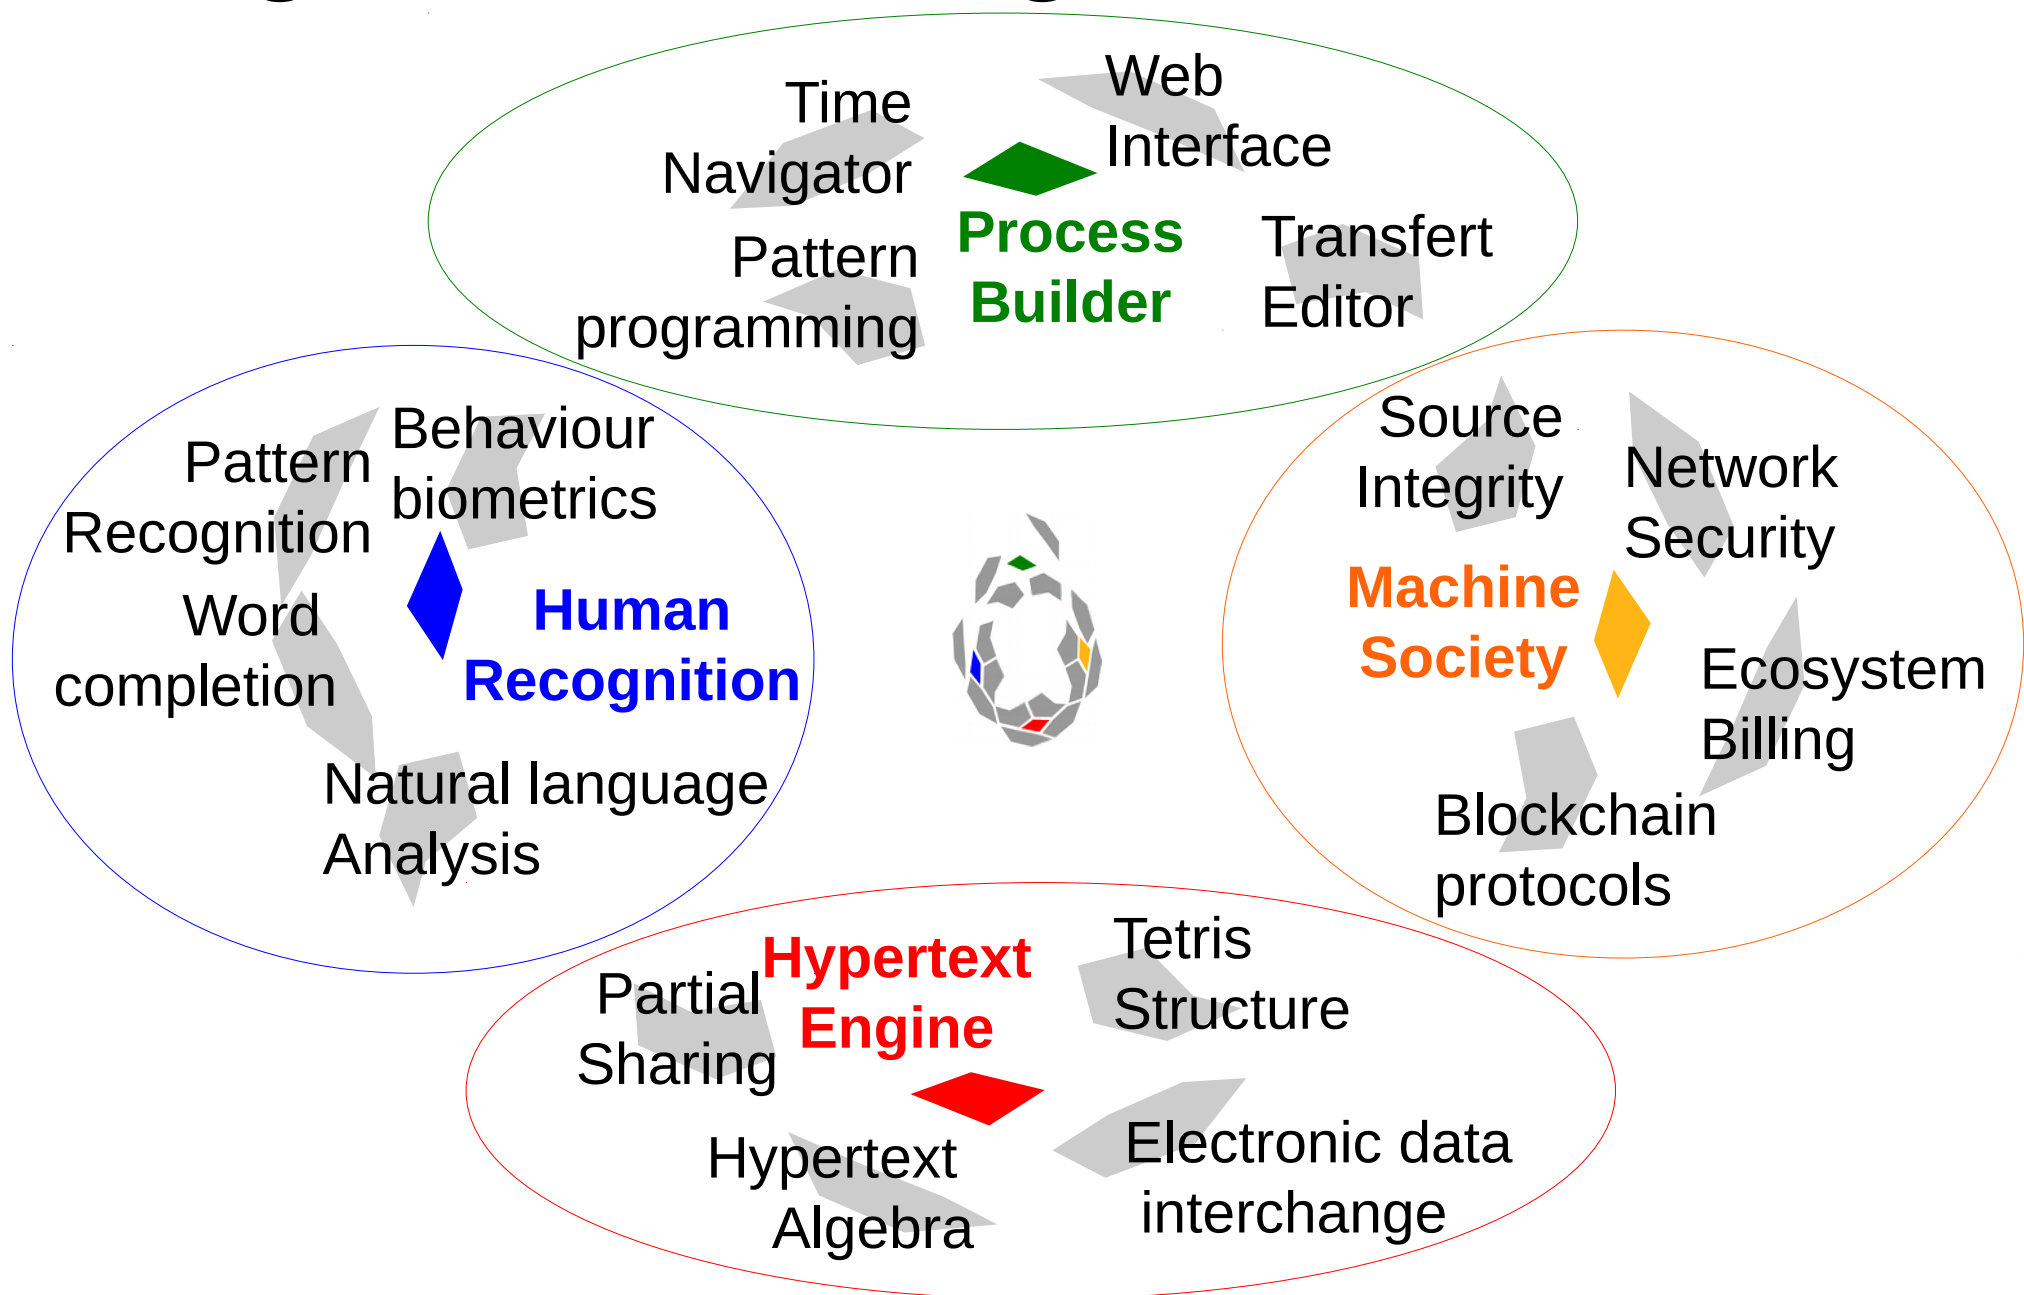 Time
Navigator
Web
Interface
Pattern
programming
Process
Builder
Transfert
Editor
Pattern
Recognition
Behaviour
biometrics
Word
completion
Human
Recognition
Natural language
Analysis
Source
Integrity
Network
Security
Machine
Society
Ecosystem
Billing
Blockchain
protocols
Partial
Sharing
Hypertext
Engine
Tetris
Structure
Hypertext
Algebra
Electronic data
interchange